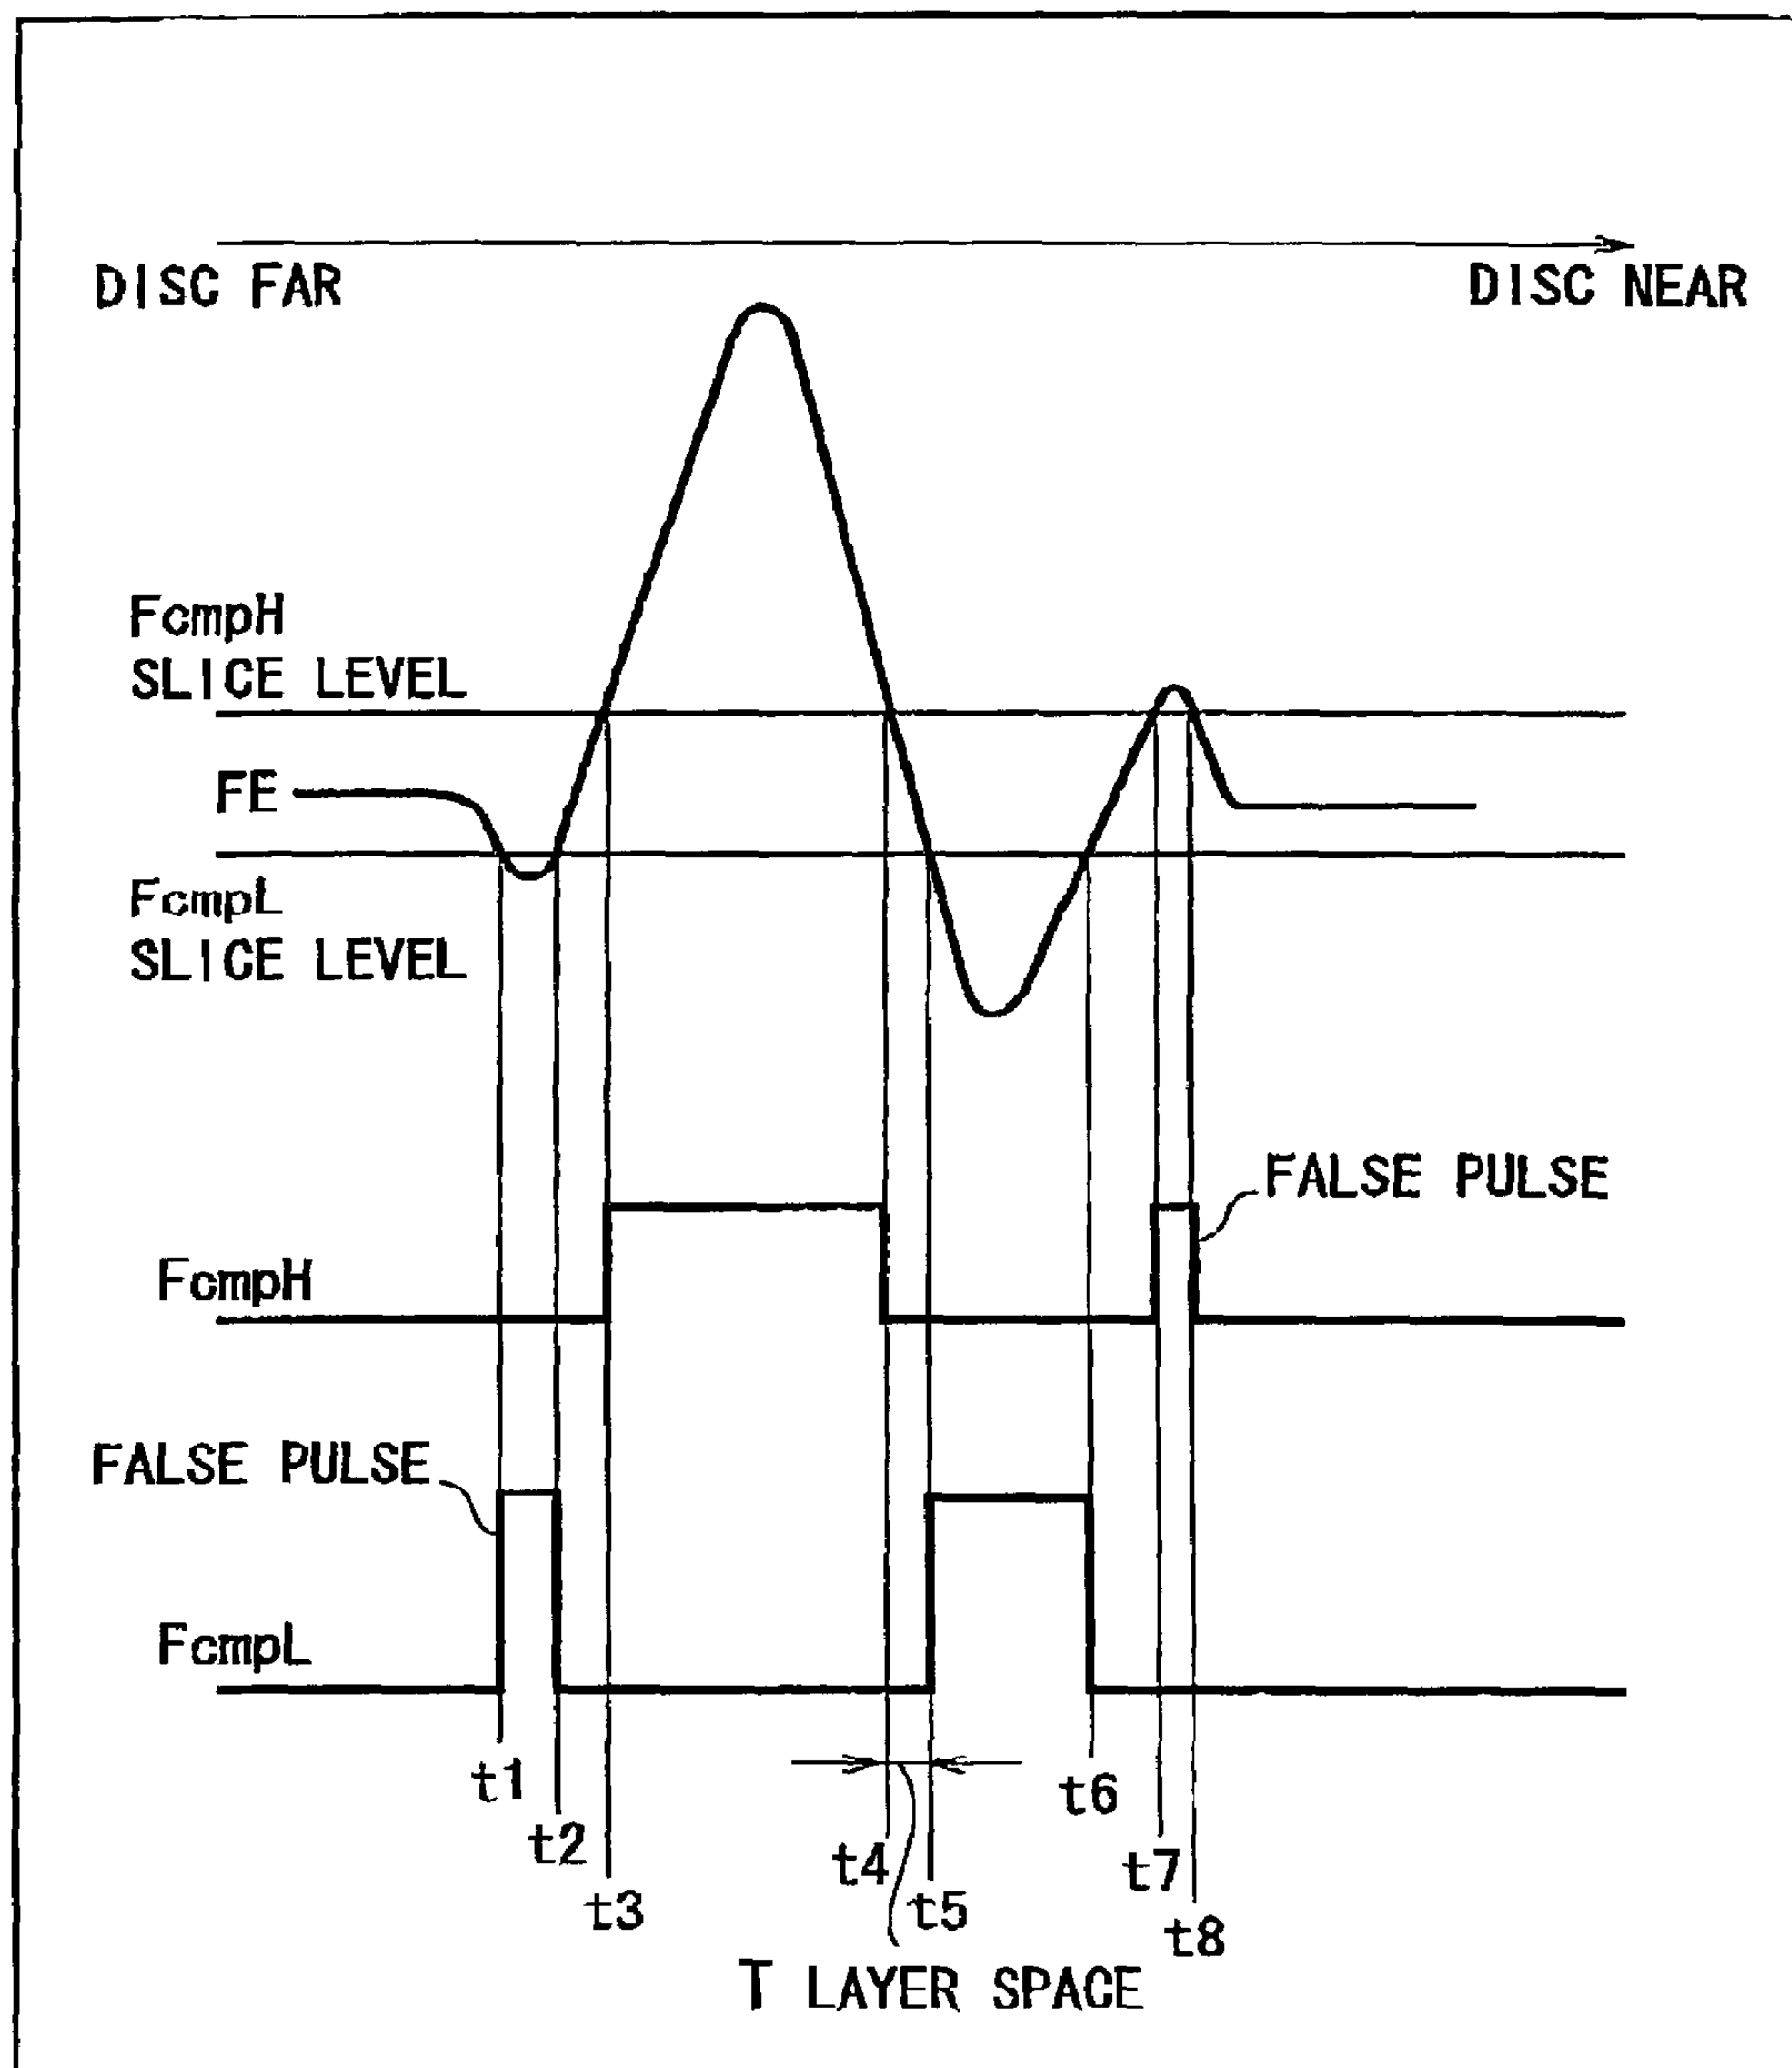 DISC FAR
DISC NEAR
FcmpH
SLICE LEVEL
FE
FcmpL
SLICE LEVEL
FALSE PULSE
FcmpH
FALSE PULSE
FcmpL
t1
t2
t3
t4
t5
t6
t7
t8
T LAYER SPACE